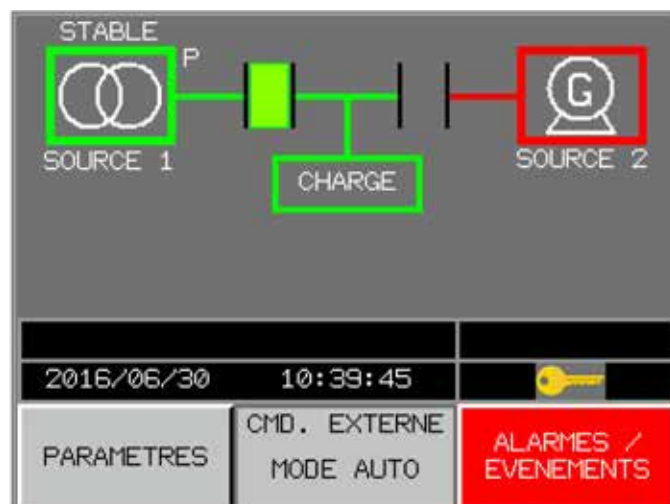 STABLE
P
G
SOURCE 1
SOURCE 2
CHARGE
2016/06/30 10:39:45
PARAMETRES
CMD. EXTERNE
MODE AUTO
ALARMES /
EVENEMENTS